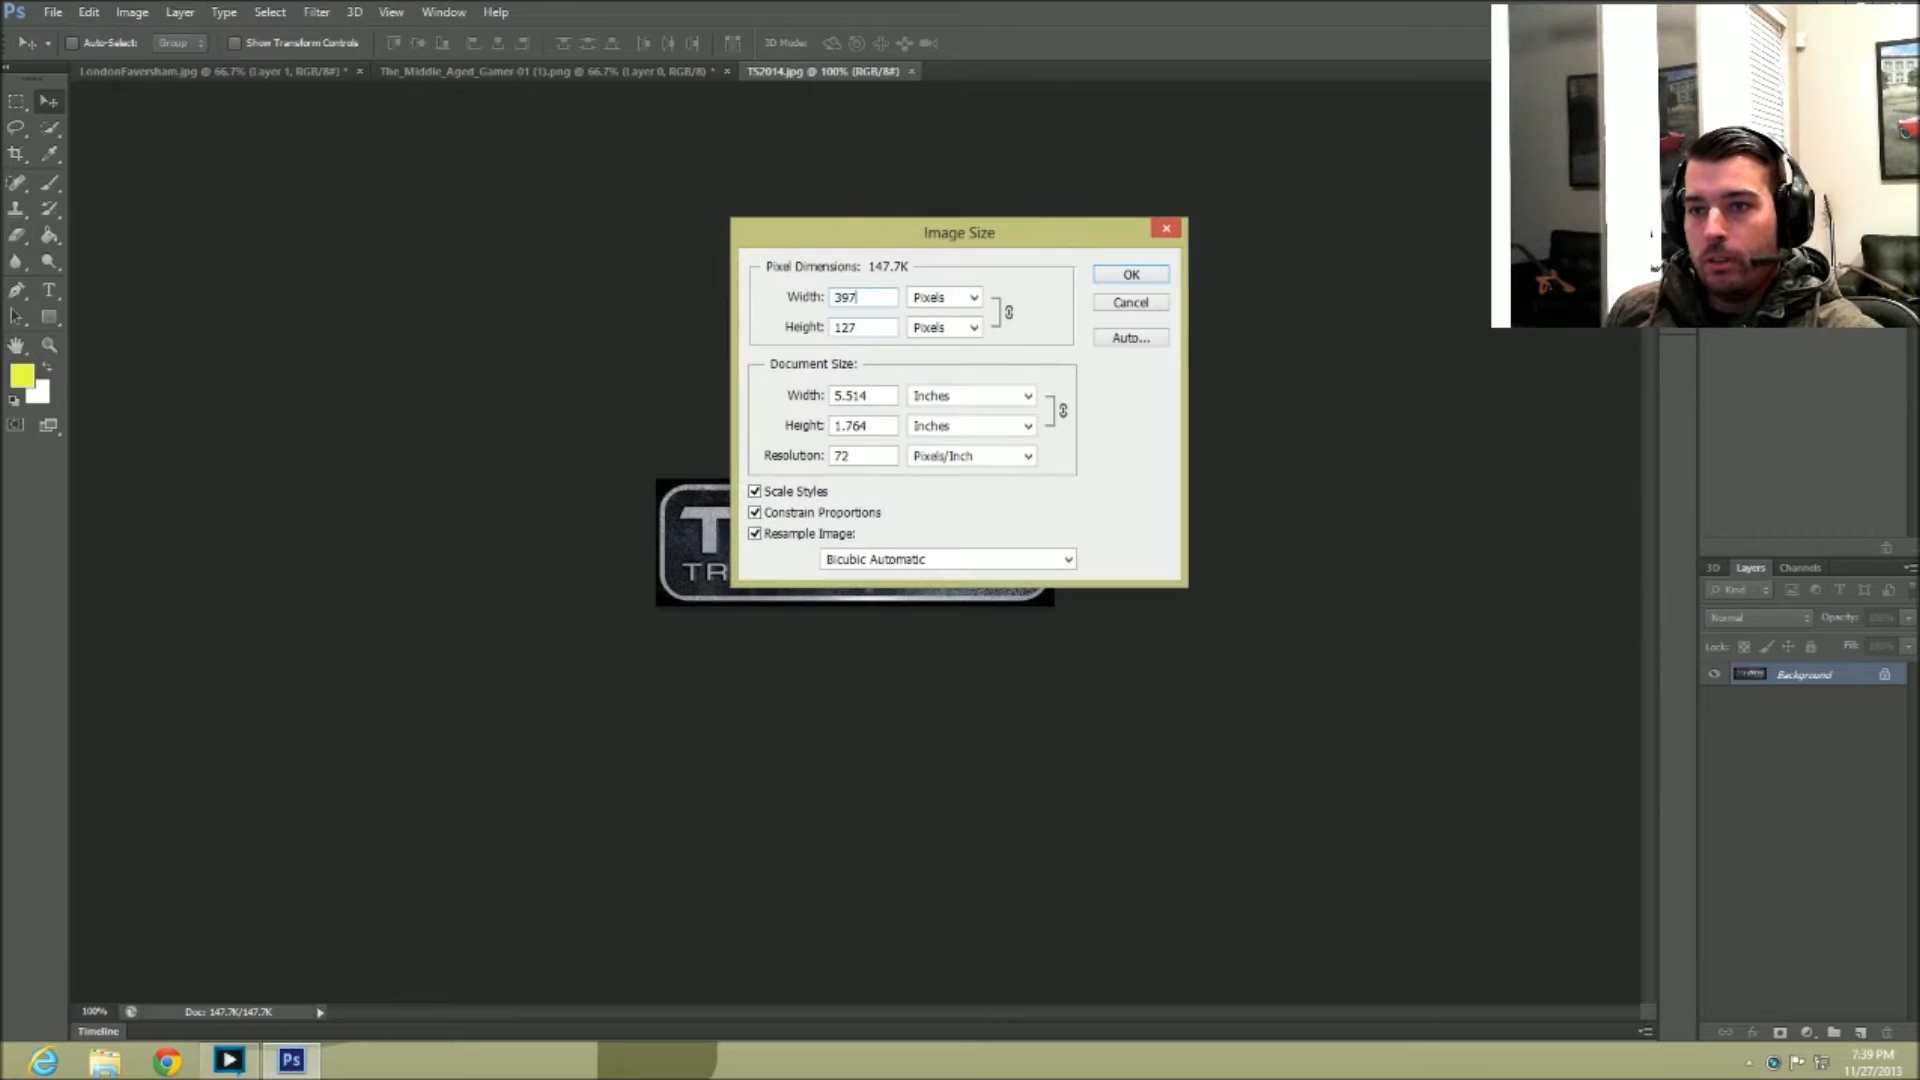 Ps File Edit Image Layer Type Select Filter 3D View Window Help
Auto-Select: Group Show Transform Controls 3D Mode:
LondonFaversham.jpg @ 66.7% (Layer 1, RGB/8#) * × The_Middle_Aged_Gamer-01 (1).png @ 66.7% (Layer 0, RGB/8) * × TS2014.jpg @ 100% (RGB/8#) ×
Image Size
Pixel Dimensions: 147.7K
OK
Width: 397 Pixels
Cancel
Height: 127 Pixels
Auto...
Document Size:
Width: 5.514 Inches
Height: 1.764 Inches
Resolution: 72 Pixels/Inch
Scale Styles
Constrain Proportions
Resample Image:
Bicubic Automatic
T
TR
3D Layers Channels
Kind
Normal Opacity: 100%
Lock: Fill: 100%
Background
100% Doc: 147.7K/147.7K
Timeline
Ps
7:39 PM
11/27/2013